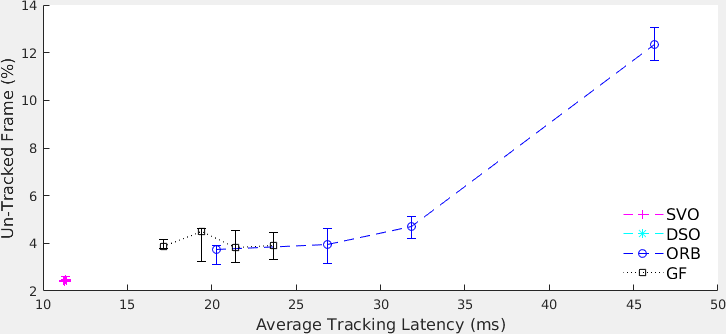 14
12
10
8
6
4
2
Un-Tracked Frame (%)
10 15 20 25 30 35 40 45 50
Average Tracking Latency (ms)
SVO
DSO
ORB
GF